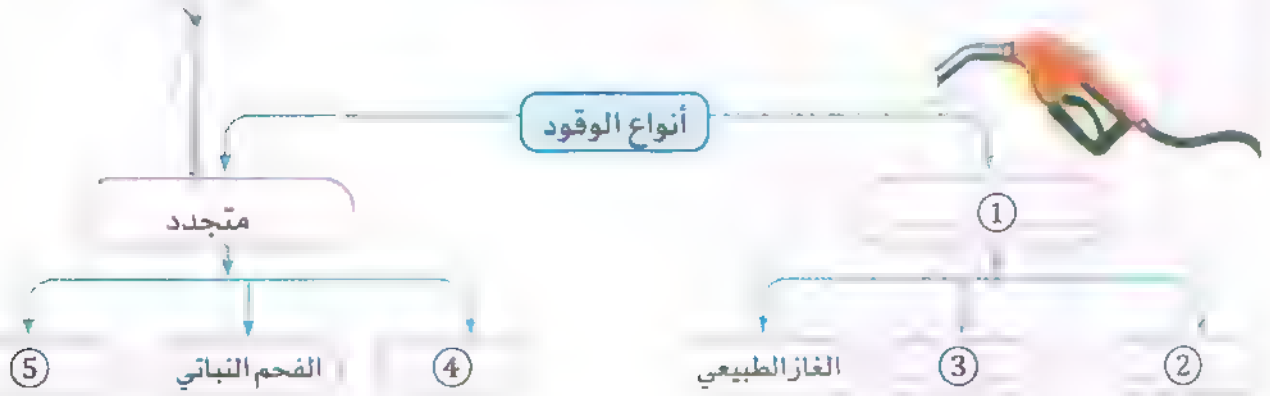 أنواع الوقود
①
متجدد
②
③
الغاز الطبيعي
④
الفحم النباتي
⑤